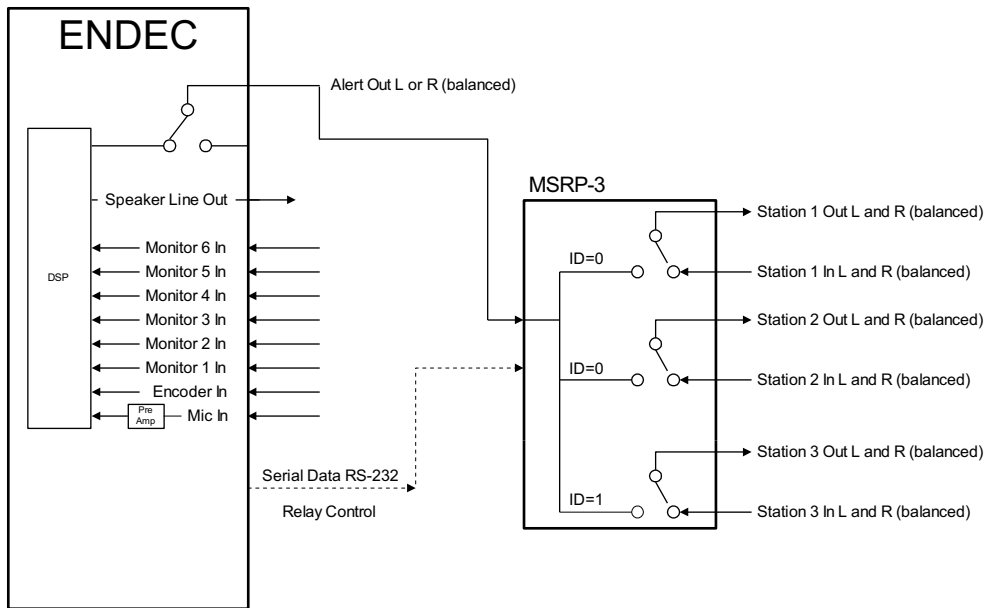 ENDEC
Alert Out L or R (balanced)
DSP
Speaker Line Out
Monitor 6 In
Monitor 5 In
Monitor 4 In
Monitor 3 In
Monitor 2 In
Monitor 1 In
Encoder In
Pre
Amp
Mic In
Serial Data RS-232
Relay Control
MSRP-3
ID=0
ID=0
ID=1
Station 1 Out L and R (balanced)
Station 1 In L and R (balanced)
Station 2 Out L and R (balanced)
Station 2 In L and R (balanced)
Station 3 Out L and R (balanced)
Station 3 In L and R (balanced)